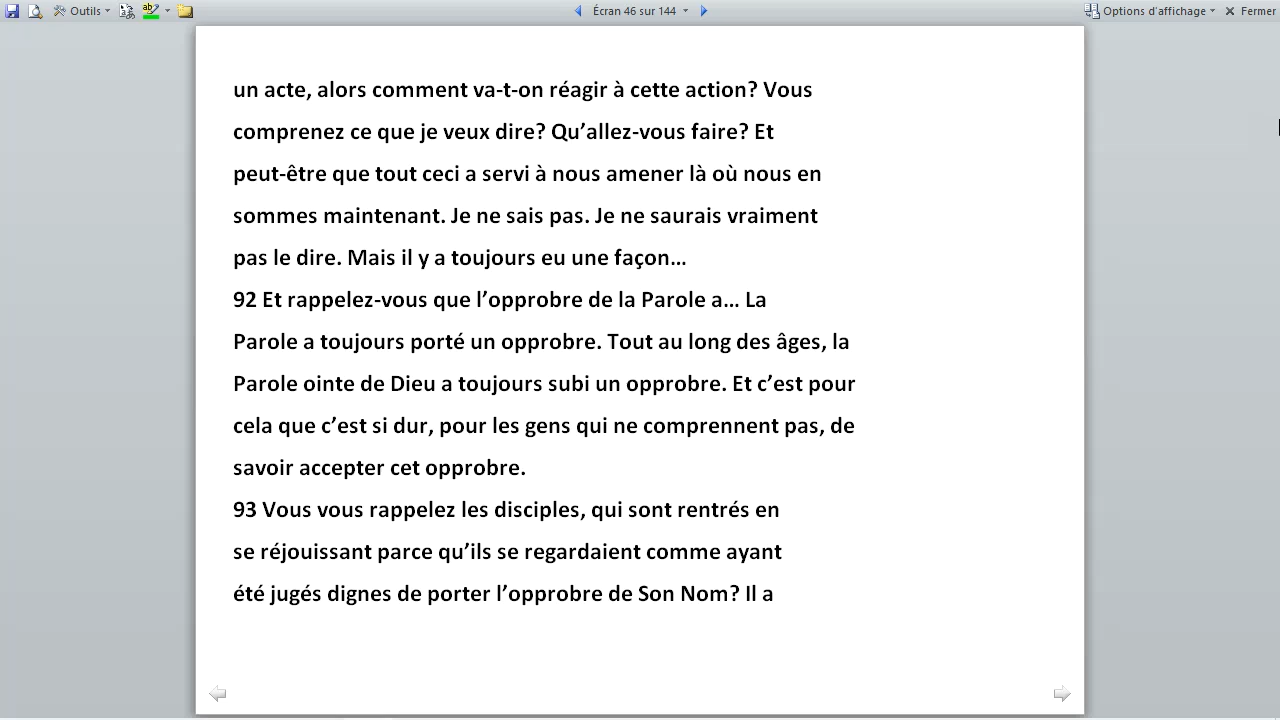 Outils
Écran 46 sur 144
Options d'affichage
Fermer
un acte, alors comment va-t-on réagir à cette action? Vous
comprenez ce que je veux dire? Qu’allez-vous faire? Et
peut-être que tout ceci a servi à nous amener là où nous en
sommes maintenant. Je ne sais pas. Je ne saurais vraiment
pas le dire. Mais il y a toujours eu une façon…
92 Et rappelez-vous que l’opprobre de la Parole a… La
Parole a toujours porté un opprobre. Tout au long des âges, la
Parole ointe de Dieu a toujours subi un opprobre. Et c’est pour
cela que c’est si dur, pour les gens qui ne comprennent pas, de
savoir accepter cet opprobre.
93 Vous vous rappelez les disciples, qui sont rentrés en
se réjouissant parce qu’ils se regardaient comme ayant
été jugés dignes de porter l’opprobre de Son Nom? Il a